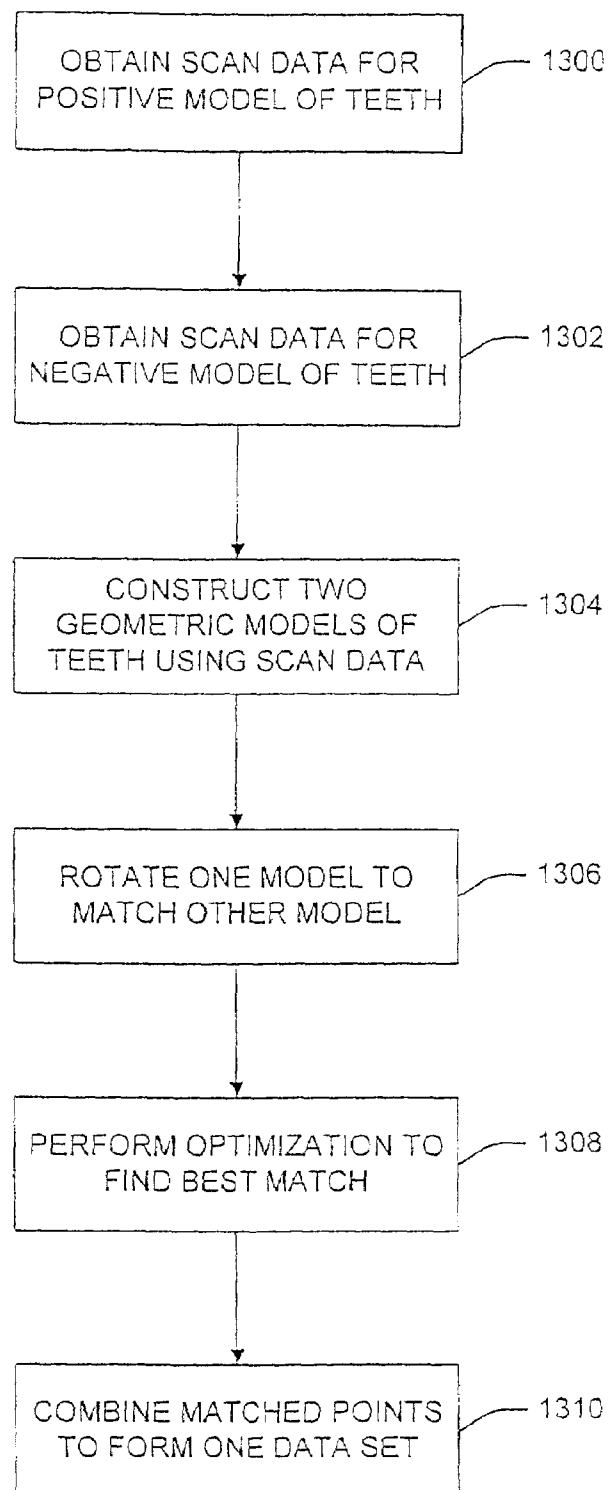 OBTAIN SCAN DATA FOR
POSITIVE MODEL OF TEETH
1300
OBTAIN SCAN DATA FOR
NEGATIVE MODEL OF TEETH
1302
CONSTRUCT TWO
GEOMETRIC MODELS OF
TEETH USING SCAN DATA
1304
ROTATE ONE MODEL TO
MATCH OTHER MODEL
1306
PERFORM OPTIMIZATION TO
FIND BEST MATCH
1308
COMBINE MATCHED POINTS
TO FORM ONE DATA SET
1310